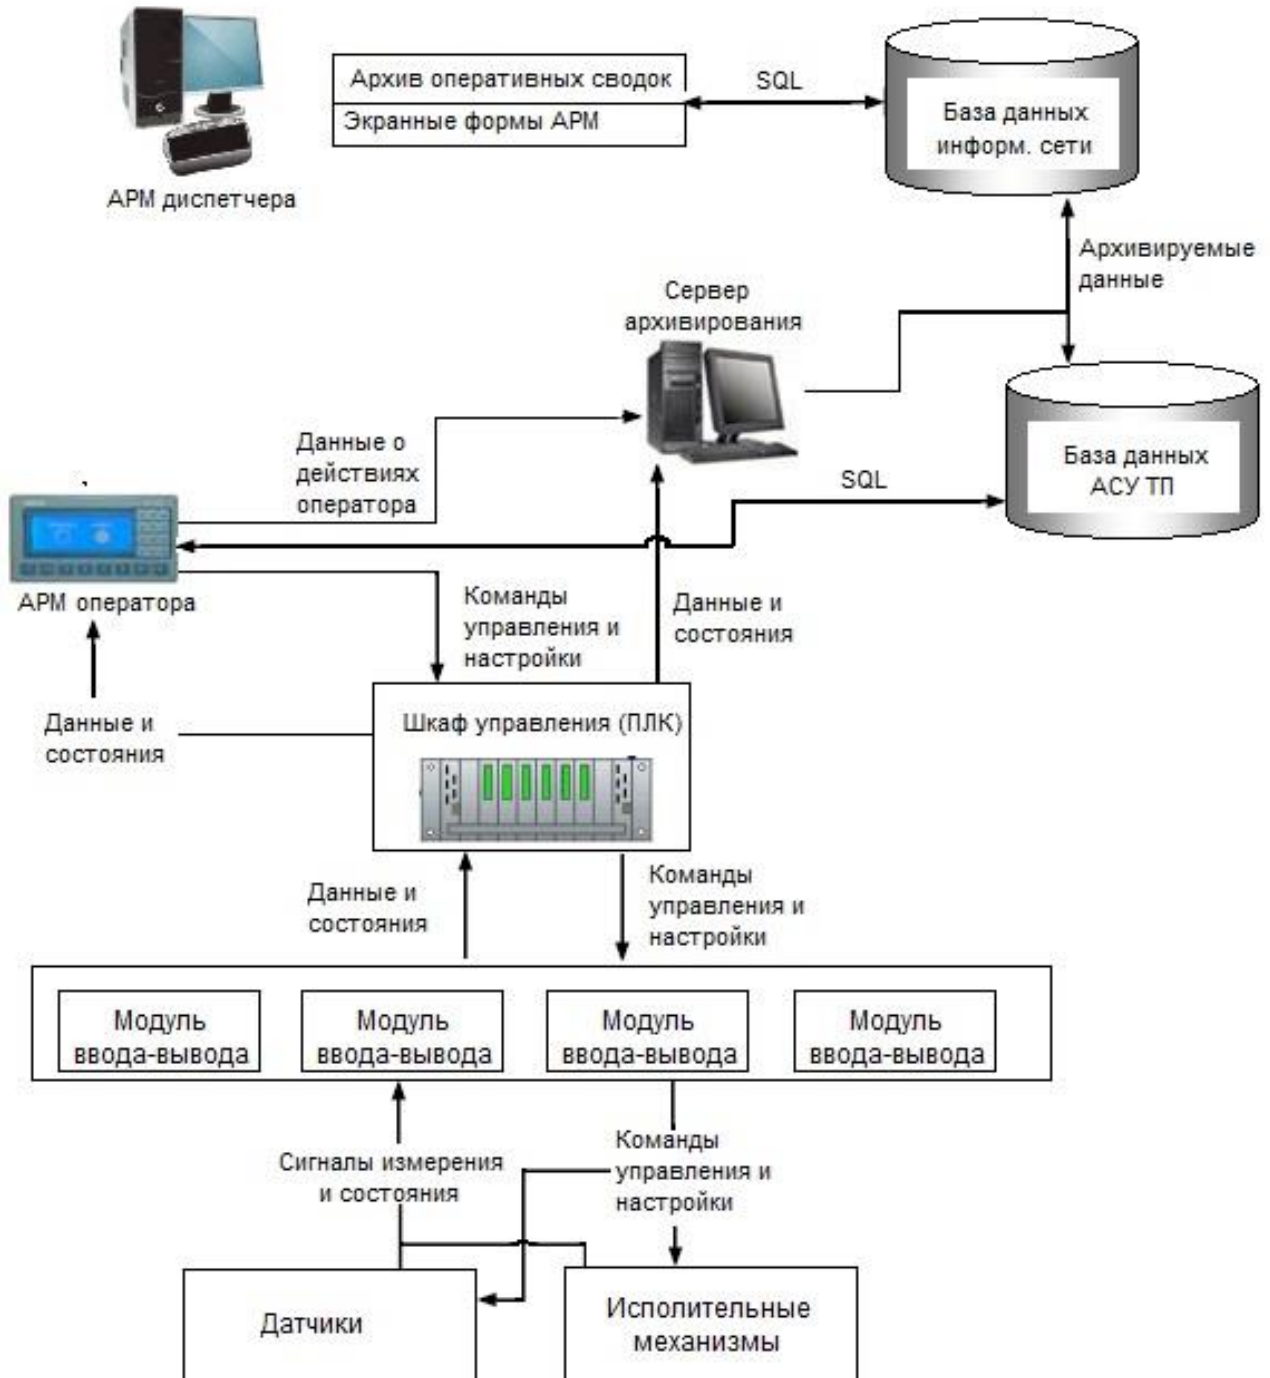 Архив оперативных сводок
Экранные формы АРМ
SQL
База данных
информ. сети
АРМ диспетчера
Архивируемые
данные
Сервер
архивирования
Данные о
действиях
оператора
SQL
База данных
АСУ ТП
АРМ оператора
Команды
управления и
настройки
Данные и
состояния
Данные и
состояния
Шкаф управления (ПЛК)
Данные и
состояния
Команды
управления и
настройки
Модуль
ввода-вывода
Модуль
ввода-вывода
Модуль
ввода-вывода
Модуль
ввода-вывода
Сигналы измерения
и состояния
Команды
управления и
настройки
Датчики
Исполительные
механизмы